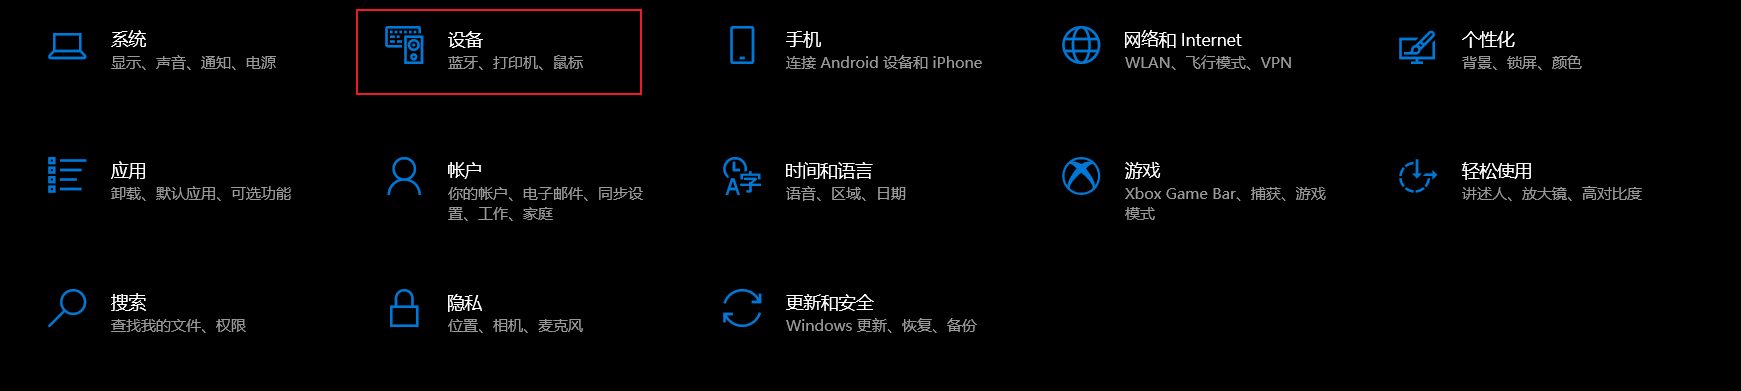 系统
显示、声音、通知、电源
设备
蓝牙、打印机、鼠标
手机
连接 Android 设备和 iPhone
网络和 Internet
WLAN、飞行模式、VPN
个性化
背景、锁屏、颜色
应用
卸载、默认应用、可选功能
帐户
你的帐户、电子邮件、同步设
置、工作、家庭
时间和语言
语音、区域、日期
游戏
Xbox Game Bar、捕获、游戏
模式
轻松使用
讲述人、放大镜、高对比度
搜索
查找我的文件、权限
隐私
位置、相机、麦克风
更新和安全
Windows 更新、恢复、备份